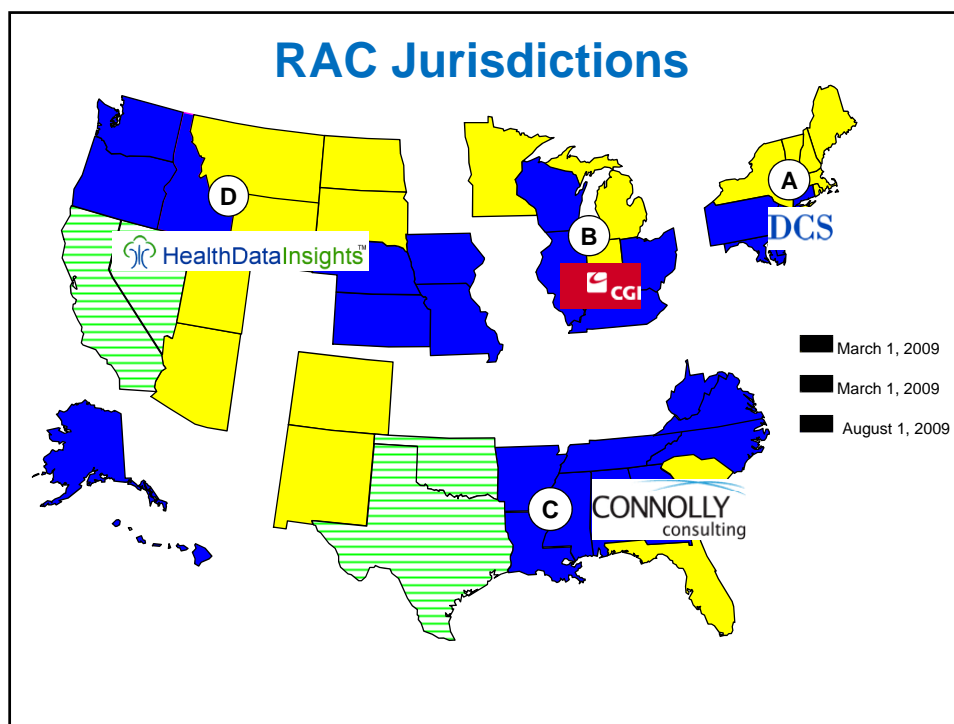 RAC Jurisdictions
A
D
DCS
B
HealthDataInsights™
CGI
March 1, 2009
March 1, 2009
August 1, 2009
C
CONNOLLY
consulting